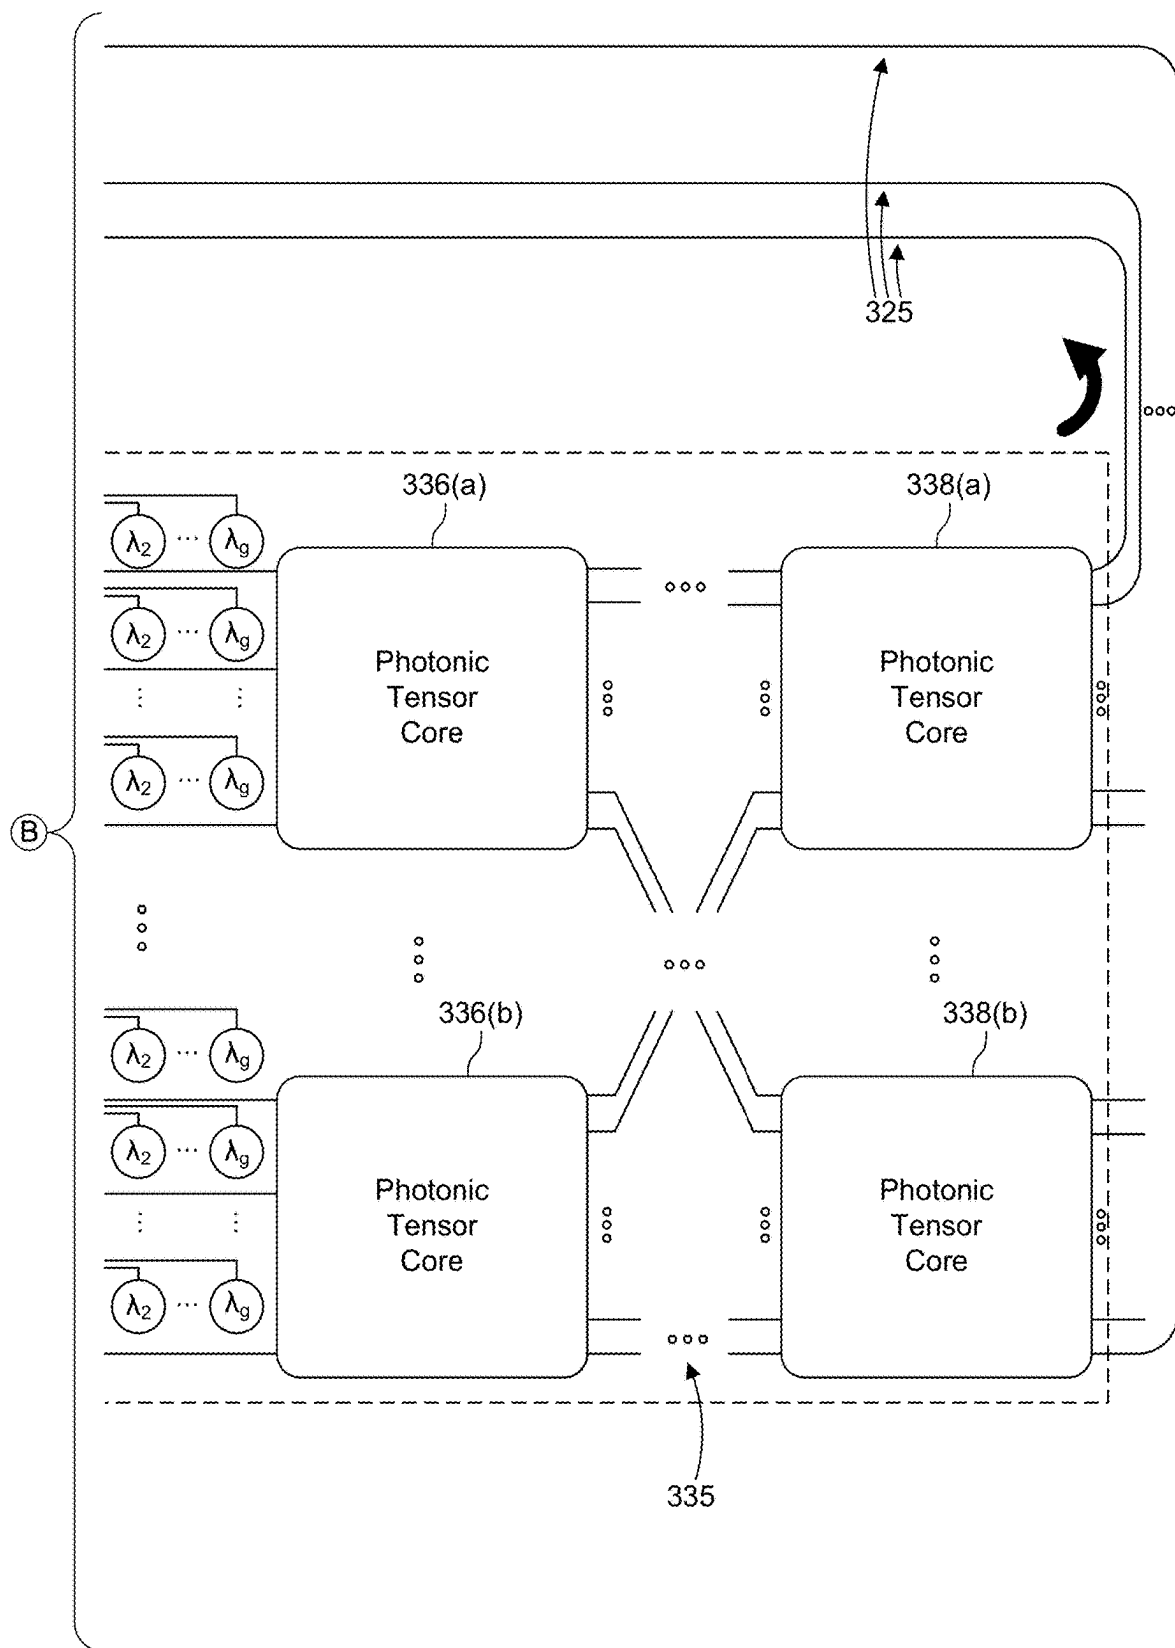 325
336(a)
338(a)
λ2 ... λg
λ2 ... λg
λ2 ... λg
Photonic
Tensor
Core
Photonic
Tensor
Core
B
336(b)
338(b)
λ2 ... λg
λ2 ... λg
λ2 ... λg
Photonic
Tensor
Core
Photonic
Tensor
Core
335